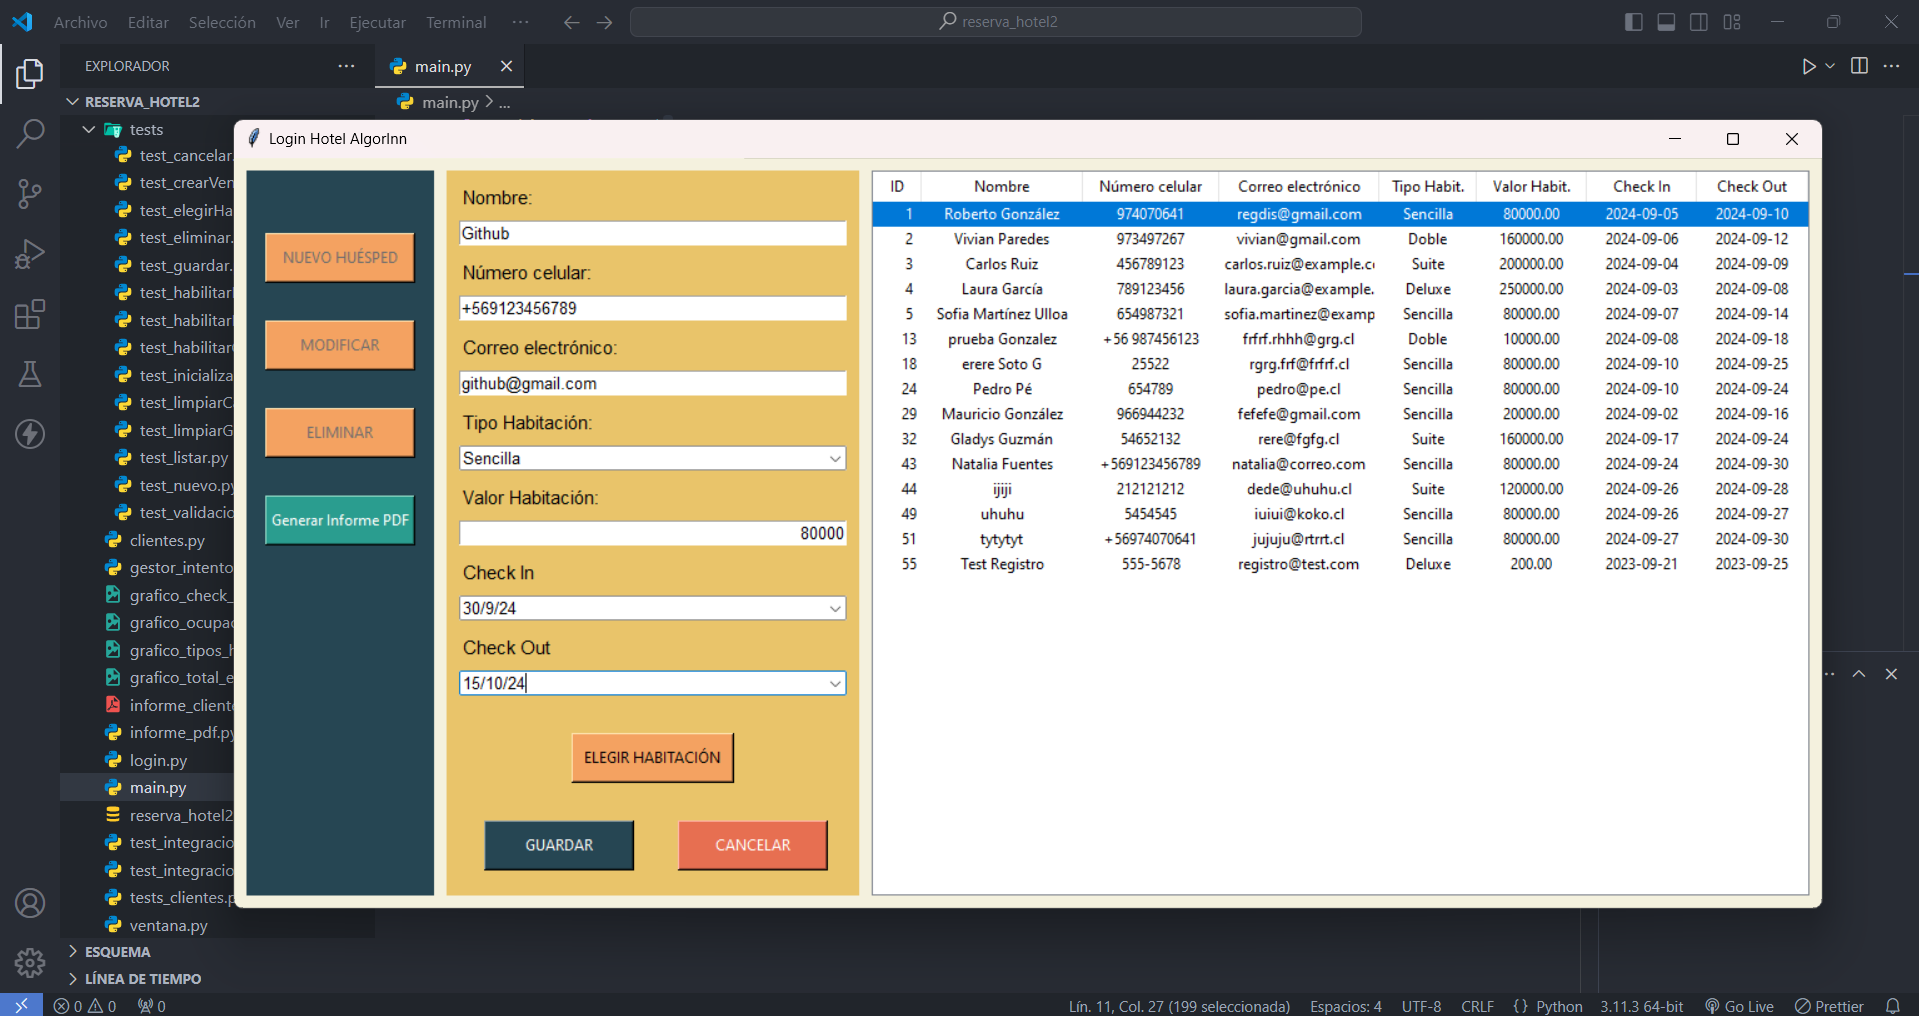 Archivo Editar Selección Ver Ir Ejecutar Terminal ... reserva_hotel2
EXPLORADOR ...
main.py
RESERVA_HOTEL2
main.py > ...
tests
test_cancelar.
test_crearVen
test_elegirHa
test_eliminar.
test_guardar.
test_habilitar
test_habilitar
test_habilitar
test_inicializa
test_limpiarC
test_limpiarG
test_listar.py
test_nuevo.py
test_validacio
clientes.py
gestor_intento
grafico_check_
grafico_ocupac
grafico_tipos_h
grafico_total_e
informe_cliente
informe_pdf.py
login.py
main.py
reserva_hotel2
test_integracio
test_integracio
tests_clientes.p
ventana.py
ESQUEMA
LÍNEA DE TIEMPO
Login Hotel AlgorInn
NUEVO HUÉSPED
MODIFICAR
ELIMINAR
Generar Informe PDF
Nombre:
Github
Número celular:
+569123456789
Correo electrónico:
github@gmail.com
Tipo Habitación:
Sencilla
Valor Habitación:
80000
Check In
30/9/24
Check Out
15/10/24
ELEGIR HABITACIÓN
GUARDAR CANCELAR
ID Nombre Número celular Correo electrónico Tipo Habit. Valor Habit. Check In Check Out
1 Roberto González 974070641 regdis@gmail.com Sencilla 80000.00 2024-09-05 2024-09-10
2 Vivian Paredes 973497267 vivian@gmail.com Doble 160000.00 2024-09-06 2024-09-12
3 Carlos Ruiz 456789123 carlos.ruiz@example.c Suite 200000.00 2024-09-04 2024-09-09
4 Laura García 789123456 laura.garcia@example. Deluxe 250000.00 2024-09-03 2024-09-08
5 Sofia Martínez Ulloa 654987321 sofia.martinez@examp Sencilla 80000.00 2024-09-07 2024-09-14
13 prueba Gonzalez +56 987456123 frfrf.rhhh@grg.cl Doble 10000.00 2024-09-08 2024-09-18
18 erere Soto G 25522 rgrg.frf@frfrf.cl Sencilla 80000.00 2024-09-10 2024-09-25
24 Pedro Pé 654789 pedro@pe.cl Sencilla 80000.00 2024-09-10 2024-09-24
29 Mauricio González 966944232 fefefe@gmail.com Sencilla 20000.00 2024-09-02 2024-09-16
32 Gladys Guzmán 54652132 rere@fgfg.cl Suite 160000.00 2024-09-17 2024-09-24
43 Natalia Fuentes +569123456789 natalia@correo.com Sencilla 80000.00 2024-09-24 2024-09-30
44 ijiji 212121212 dede@uhuhu.cl Suite 120000.00 2024-09-26 2024-09-28
49 uhuhu 5454545 iuiui@koko.cl Sencilla 80000.00 2024-09-26 2024-09-27
51 tytytyt +56974070641 jujuju@rtrrt.cl Sencilla 80000.00 2024-09-27 2024-09-30
55 Test Registro 555-5678 registro@test.com Deluxe 200.00 2023-09-21 2023-09-25
0 0 0 Lín. 11, Col. 27 (199 seleccionada) Espacios: 4 UTF-8 CRLF {} Python 3.11.3 64-bit Go Live Prettier